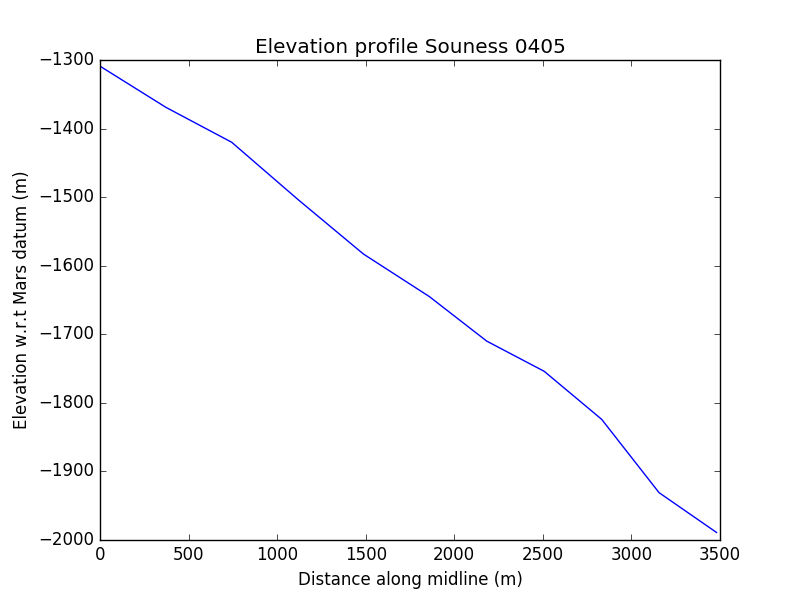 Elevation profile Souness 0405
−1300
−1400
−1500
−1600
−1700
−1800
−1900
−2000
Elevation w.r.t Mars datum (m)
0 500 1000 1500 2000 2500 3000 3500
Distance along midline (m)